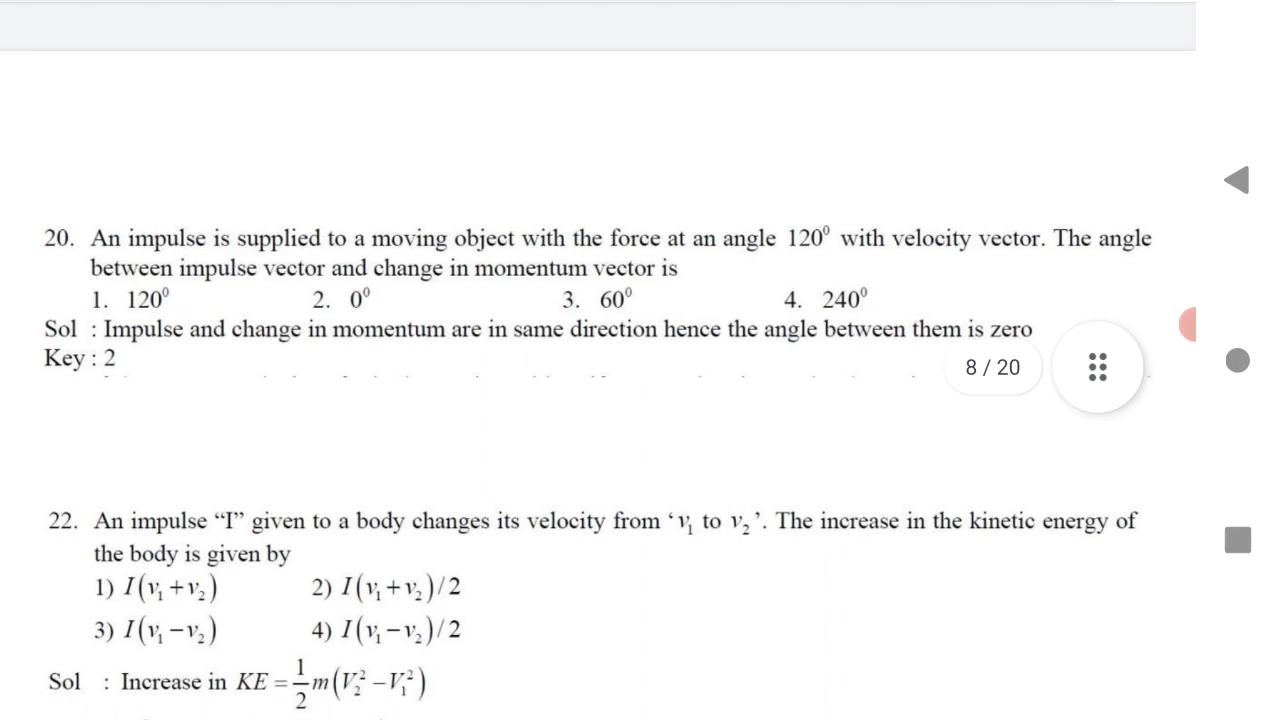 20. An impulse is supplied to a moving object with the force at an angle 120⁰ with velocity vector. The angle
between impulse vector and change in momentum vector is
1. 120⁰ 2. 0⁰ 3. 60⁰ 4. 240⁰
Sol : Impulse and change in momentum are in same direction hence the angle between them is zero
Key : 2
8 / 20
22. An impulse “I” given to a body changes its velocity from ‘v₁ to v₂’. The increase in the kinetic energy of
the body is given by
1) I(v₁ + v₂) 2) I(v₁ + v₂)/2
3) I(v₁ − v₂) 4) I(v₁ − v₂)/2
Sol : Increase in KE = 1/2 m(V₂² − V₁²)